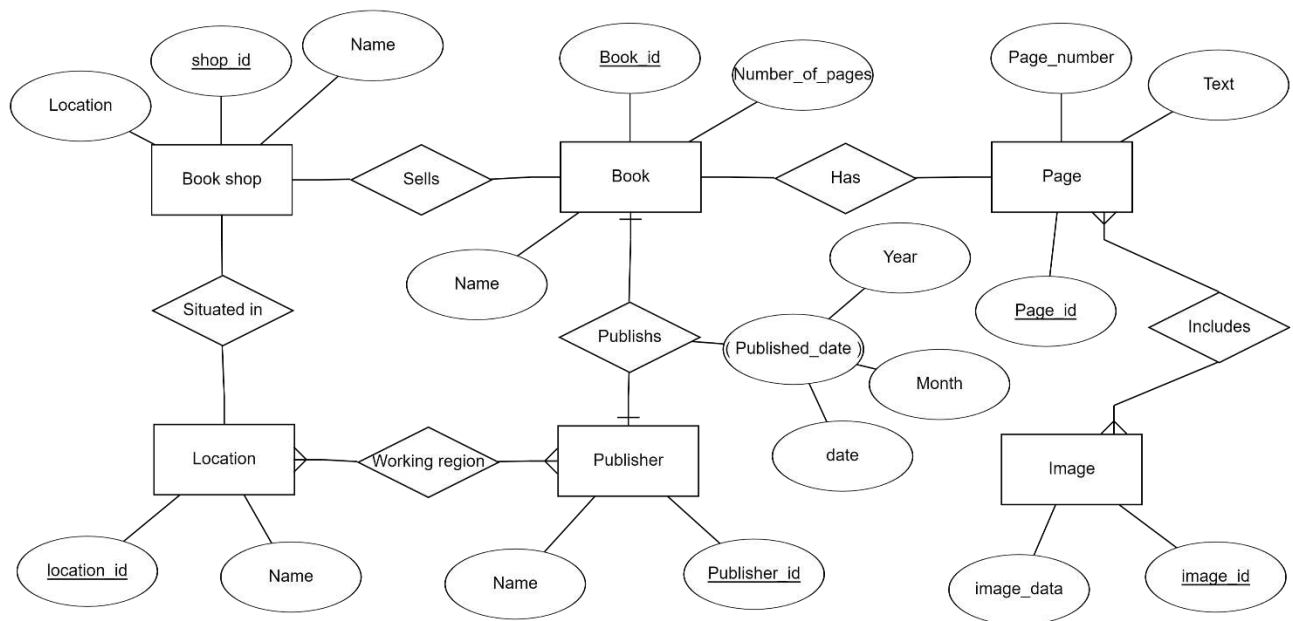 Name
shop_id
Book_id
Page_number
Number_of_pages
Text
Location
Book shop
Sells
Book
Has
Page
Year
Name
Situated in
Page_id
Publishs
( Published_date )
Includes
Month
Location
Working region
Publisher
date
Image
location_id
Name
Name
Publisher_id
image_data
image_id